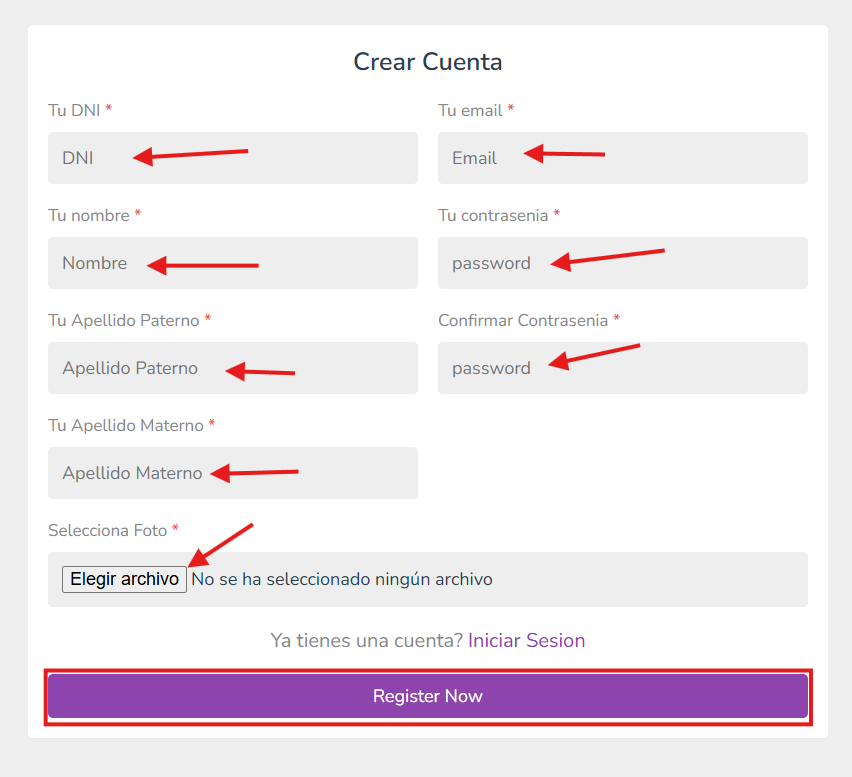 Crear Cuenta
Tu DNI *
DNI
Tu email *
Email
Tu nombre *
Nombre
Tu contrasenia *
password
Tu Apellido Paterno *
Apellido Paterno
Confirmar Contrasenia *
password
Tu Apellido Materno *
Apellido Materno
Selecciona Foto *
Elegir archivo No se ha seleccionado ningún archivo
Ya tienes una cuenta? Iniciar Sesion
Register Now